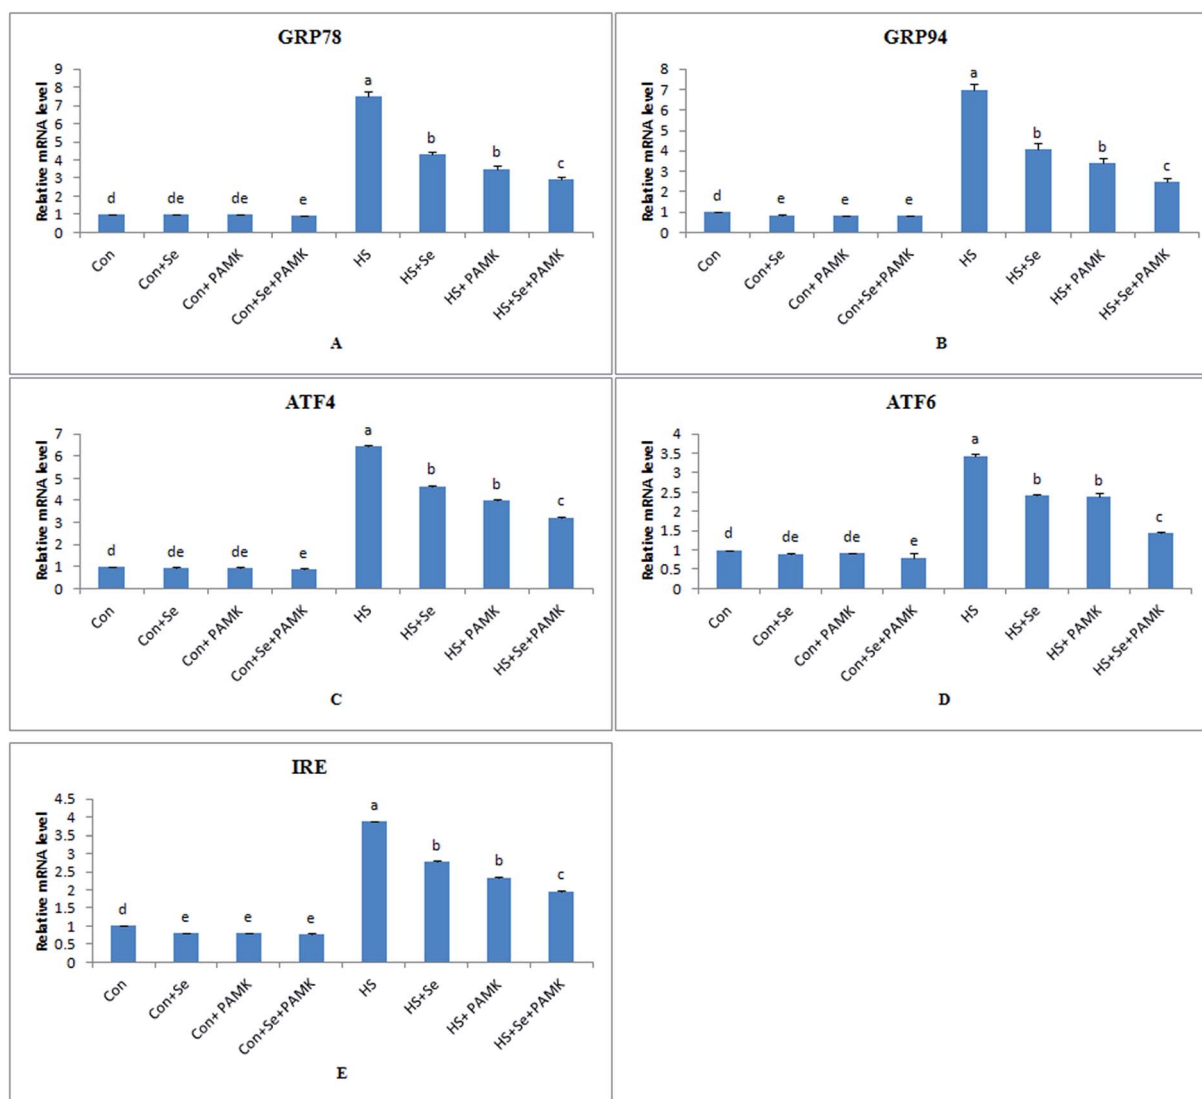 GRP78
Relative mRNA level
9
8
7
6
5
4
3
2
1
0
d
de
de
e
a
b
b
c
Con
Con+Se
Con+ PAMK
Con+Se+PAMK
HS
HS+Se
HS+ PAMK
HS+Se+PAMK
A
GRP94
Relative mRNA level
8
7
6
5
4
3
2
1
0
d
e
e
e
a
b
b
c
Con
Con+Se
Con+ PAMK
Con+Se+PAMK
HS
HS+Se
HS+ PAMK
HS+Se+PAMK
B
ATF4
Relative mRNA level
7
6
5
4
3
2
1
0
d
de
de
e
a
b
b
c
Con
Con+Se
Con+ PAMK
Con+Se+PAMK
HS
HS+Se
HS+ PAMK
HS+Se+PAMK
C
ATF6
Relative mRNA level
4
3.5
3
2.5
2
1.5
1
0.5
0
d
de
de
e
a
b
b
c
Con
Con+Se
Con+ PAMK
Con+Se+PAMK
HS
HS+Se
HS+ PAMK
HS+Se+PAMK
D
IRE
Relative mRNA level
4.5
4
3.5
3
2.5
2
1.5
1
0.5
0
d
e
e
e
a
b
b
c
Con
Con+Se
Con+ PAMK
Con+Se+PAMK
HS
HS+Se
HS+ PAMK
HS+Se+PAMK
E